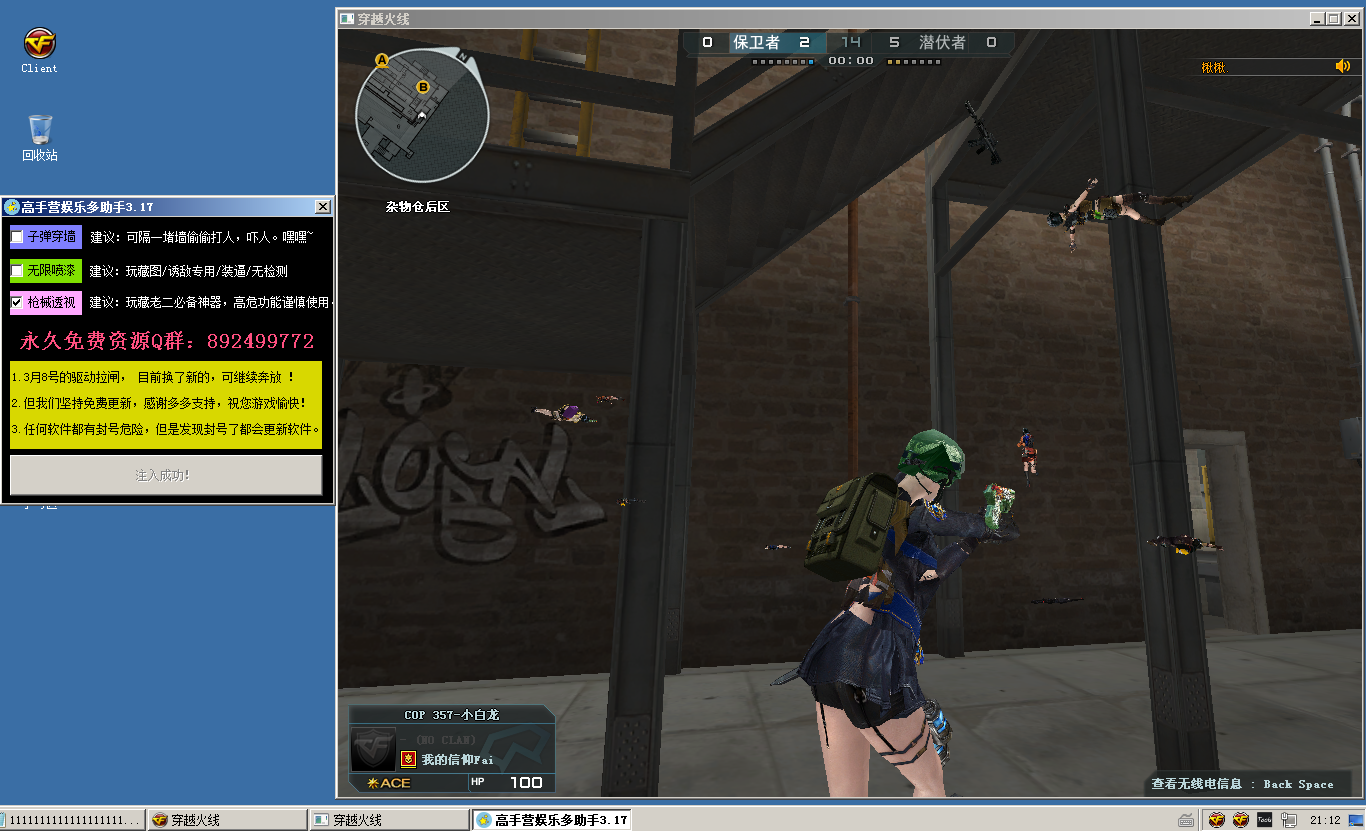 Client
回收站
高手营娱乐多助手3.17
子弹穿墙 建议: 可隔一堵墙偷偷打人，吓人。嘿嘿~
无限喷漆 建议: 玩藏图/诱敌专用/装逼/无检测
枪械透视 建议: 玩藏老二必备神器，高危功能谨慎使用
永久免费资源Q群: 892499772
1.3月8号的驱动拉闸， 目前换了新的，可继续奔放 ！
2.但我们坚持免费更新，感谢多多支持，祝您游戏愉快!
3.任何软件都有封号危险，但是发现封号了都会更新软件。
注入成功!
穿越火线
0 保卫者 2 14 5 潜伏者 0
00:00
A
B
N
楸楸
杂物仓后区
COP 357-小白龙
- (NO CLAN)
我的信仰Fai
ACE HP 100
查看无线电信息 : Back Space
1111111111111111111... 穿越火线 穿越火线 高手营娱乐多助手3.17 21:12